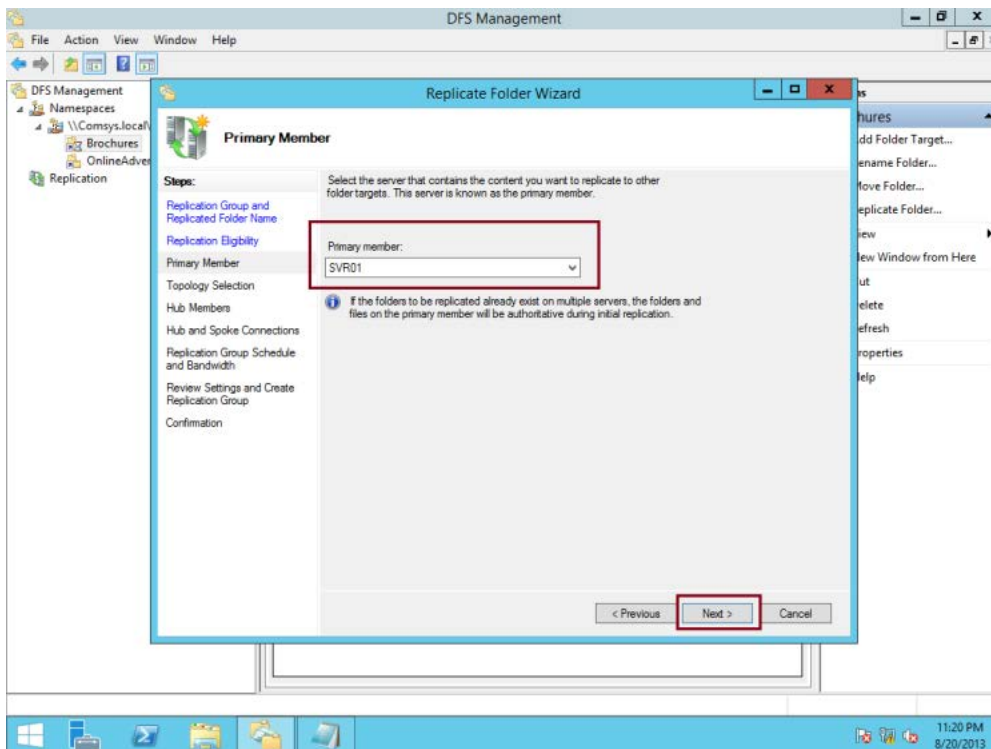 DFS Management
File Action View Window Help
DFS Management
Namespaces
\\Comsys.local\
Brochures
OnlineAdver
Replication
Replicate Folder Wizard
Primary Member
Steps:
Replication Group and
Replicated Folder Name
Replication Eligibility
Primary Member
Topology Selection
Hub Members
Hub and Spoke Connections
Replication Group Schedule
and Bandwidth
Review Settings and Create
Replication Group
Confirmation
Select the server that contains the content you want to replicate to other
folder targets. This server is known as the primary member.
Primary member:
SVR01
If the folders to be replicated already exist on multiple servers, the folders and
files on the primary member will be authoritative during initial replication.
< Previous Next > Cancel
ns
hures
dd Folder Target...
ename Folder...
Move Folder...
eplicate Folder...
iew
New Window from Here
ut
elete
efresh
roperties
Help
11:20 PM
8/20/2013